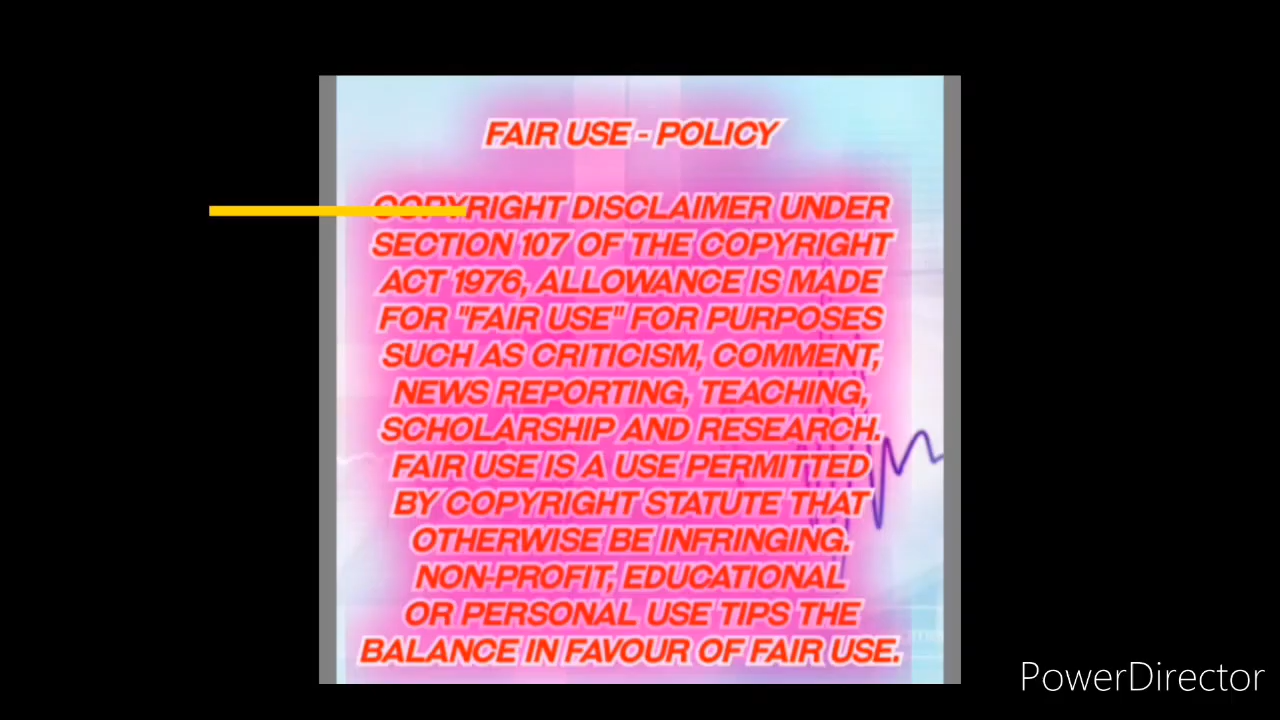 FAIR USE - POLICY
COPYRIGHT DISCLAIMER UNDER
SECTION 107 OF THE COPYRIGHT
ACT 1976, ALLOWANCE IS MADE
FOR "FAIR USE" FOR PURPOSES
SUCH AS CRITICISM, COMMENT,
NEWS REPORTING, TEACHING,
SCHOLARSHIP AND RESEARCH.
FAIR USE IS A USE PERMITTED
BY COPYRIGHT STATUTE THAT
OTHERWISE BE INFRINGING.
NON-PROFIT, EDUCATIONAL
OR PERSONAL USE TIPS THE
BALANCE IN FAVOUR OF FAIR USE.
PowerDirector